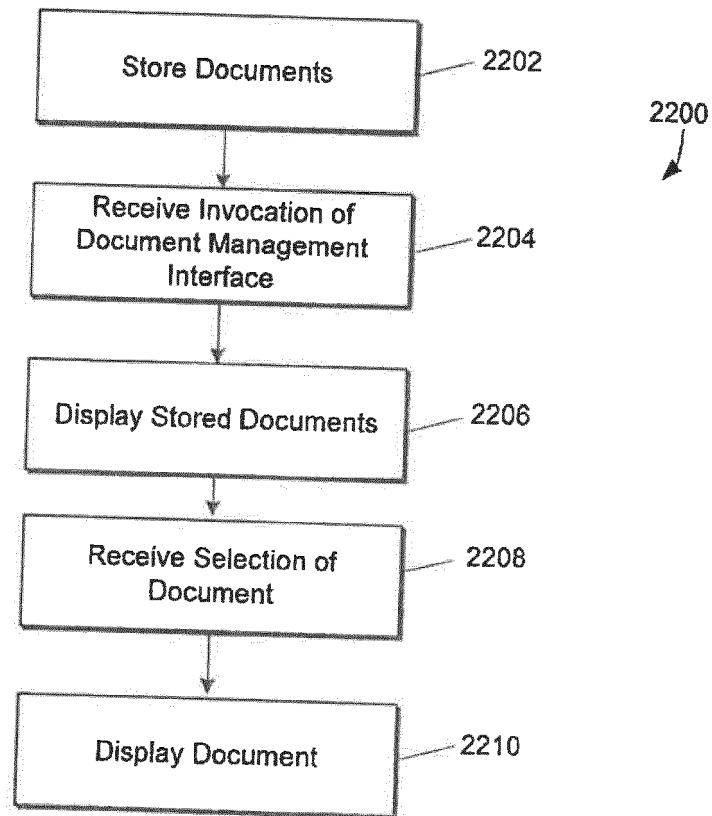 Store Documents
2202
2200
Receive Invocation of
Document Management
Interface
2204
Display Stored Documents
2206
Receive Selection of
Document
2208
Display Document
2210